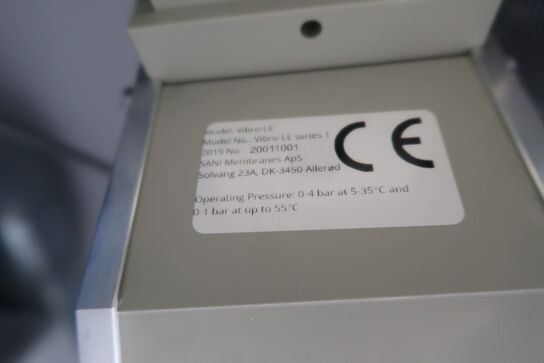 Model: Vibro-LE
Model No.: Vibro-LE series 1
2019 No - 20011001
SANI Membranes ApS
Solvang 23A, DK-3450 Allerød
CE
Operating Pressure: 0-4 bar at 5-35°C and
0-1 bar at up to 55°C